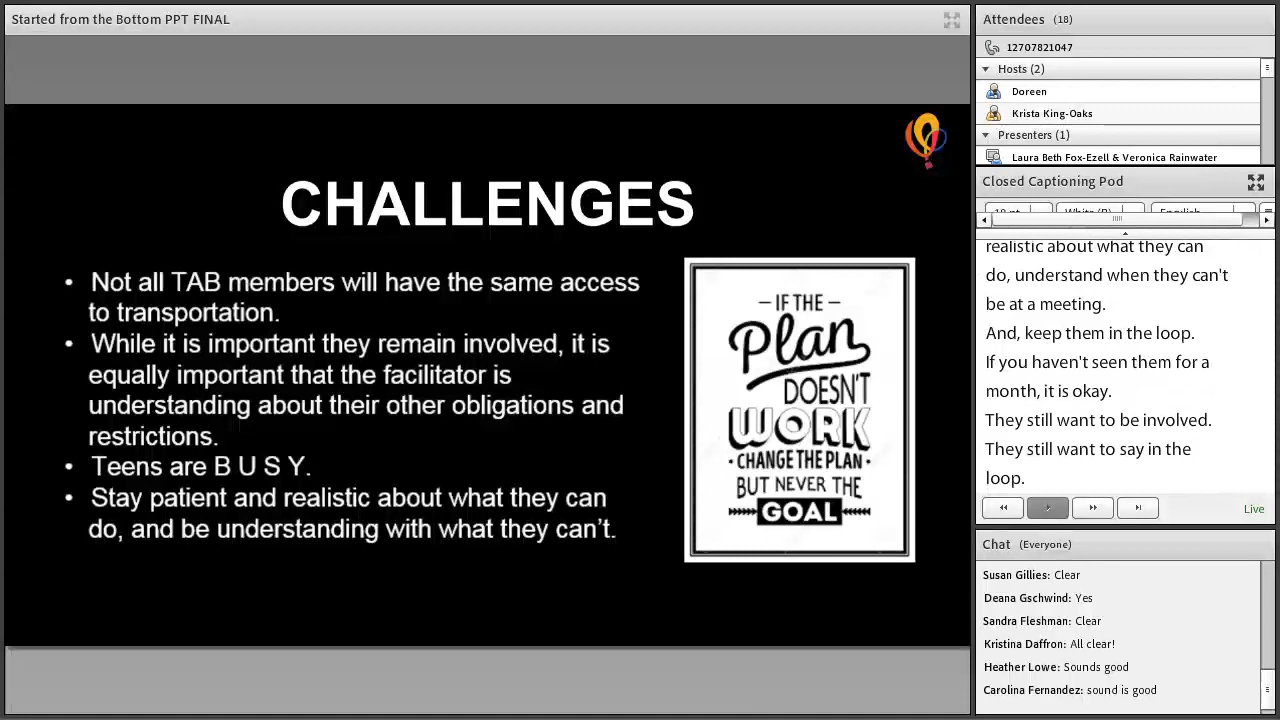 Started from the Bottom PPT FINAL
CHALLENGES
• Not all TAB members will have the same access
to transportation.
• While it is important they remain involved, it is
equally important that the facilitator is
understanding about their other obligations and
restrictions.
• Teens are B U S Y.
• Stay patient and realistic about what they can
do, and be understanding with what they can't.
– IF THE –
Plan
DOESN'T
WORK
• CHANGE THE PLAN •
BUT NEVER THE
GOAL
Attendees (18)
12707821047
Hosts (2)
Doreen
Krista King-Oaks
Presenters (1)
Laura Beth Fox-Ezell & Veronica Rainwater
Closed Captioning Pod
English
realistic about what they can
do, understand when they can't
be at a meeting.
And, keep them in the loop.
If you haven't seen them for a
month, it is okay.
They still want to be involved.
They still want to say in the
loop.
Live
Chat (Everyone)
Susan Gillies: Clear
Deana Gschwind: Yes
Sandra Fleshman: Clear
Kristina Daffron: All clear!
Heather Lowe: Sounds good
Carolina Fernandez: sound is good